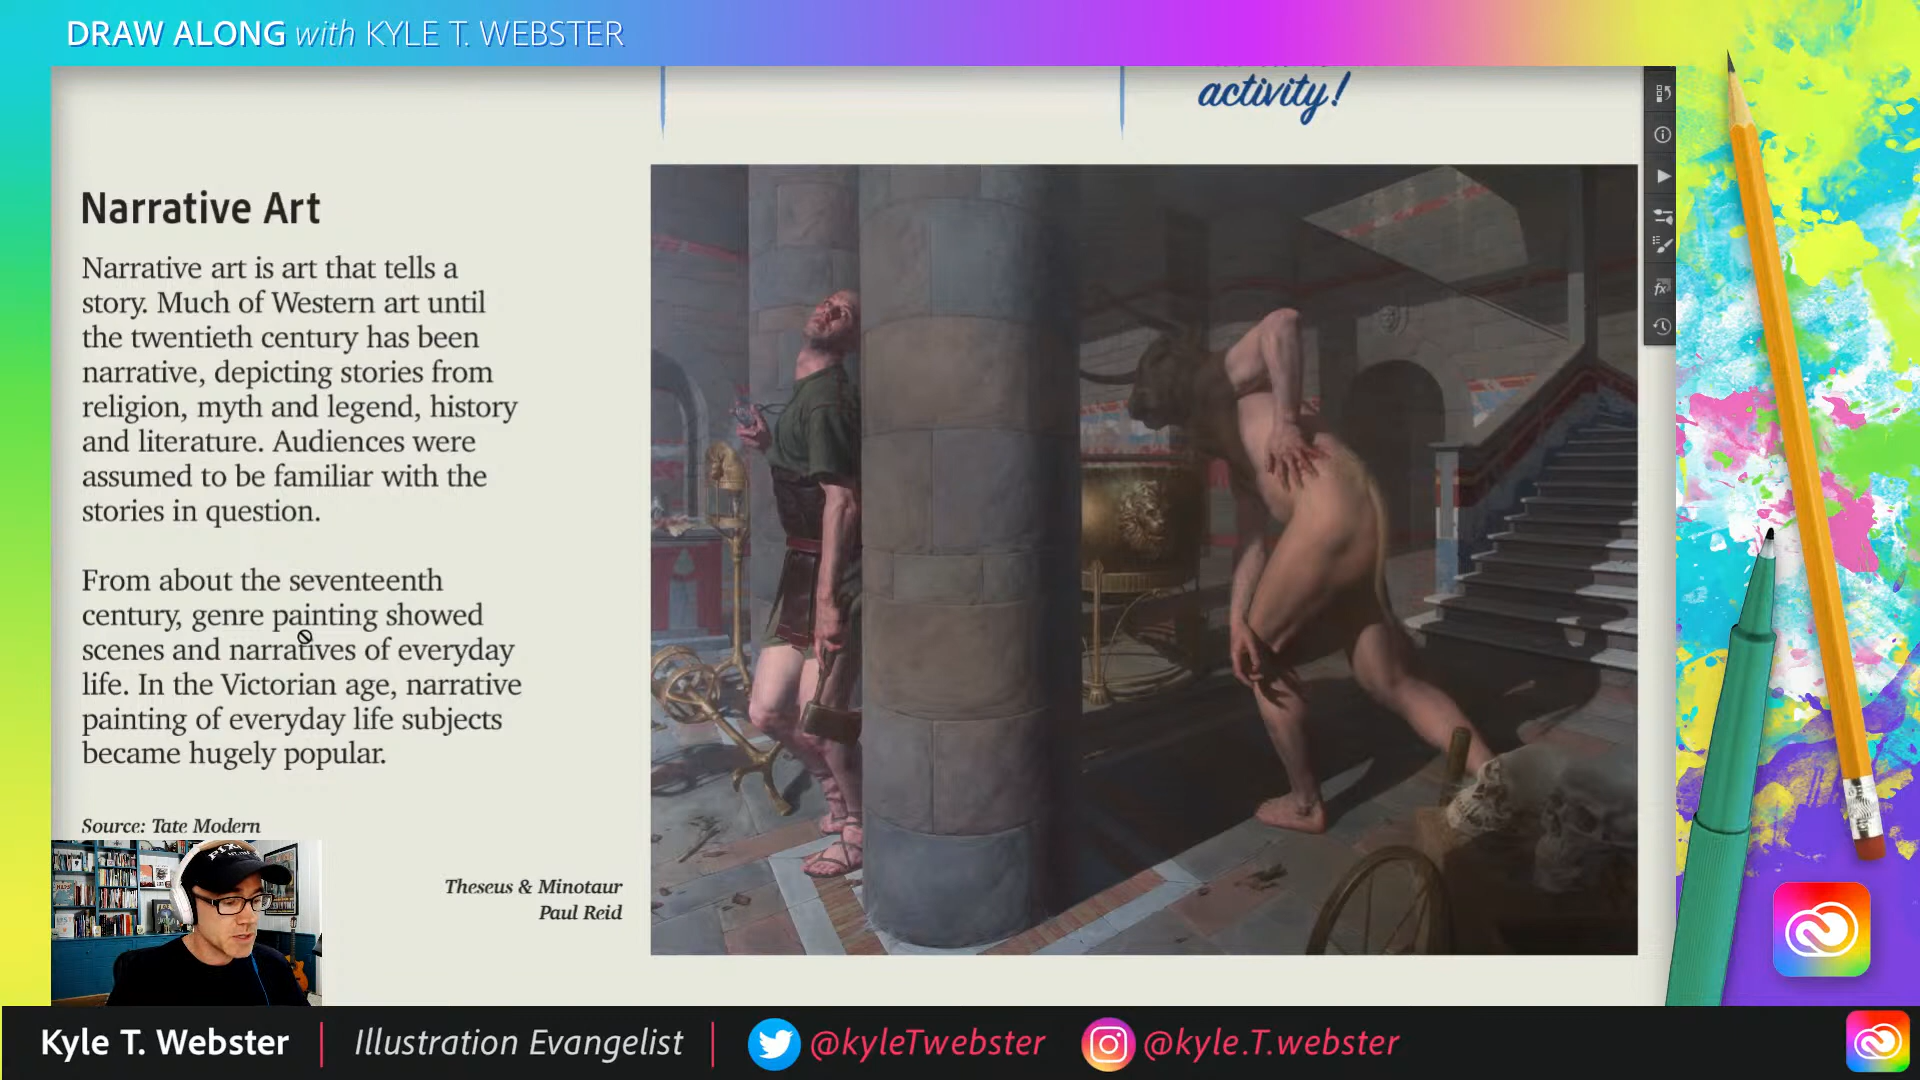 DRAW ALONG with KYLE T. WEBSTER
activity!
Narrative Art
Narrative art is art that tells a
story. Much of Western art until
the twentieth century has been
narrative, depicting stories from
religion, myth and legend, history
and literature. Audiences were
assumed to be familiar with the
stories in question.
From about the seventeenth
century, genre painting showed
scenes and narratives of everyday
life. In the Victorian age, narrative
painting of everyday life subjects
became hugely popular.
Source: Tate Modern
Theseus & Minotaur
Paul Reid
fx
Kyle T. Webster | Illustration Evangelist | @kyleTwebster @kyle.T.webster